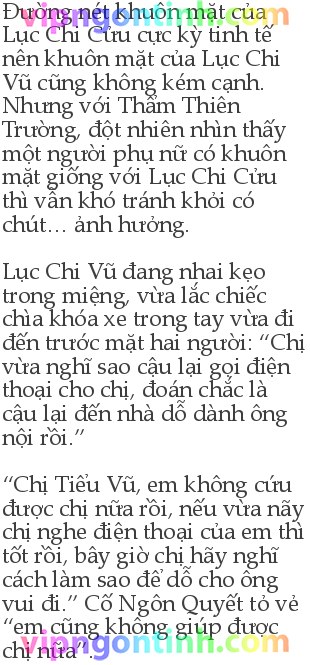 Đường nét khuôn mặt của
Lục Chi Cửu cực kỳ tinh tế
nên khuôn mặt của Lục Chi
Vũ cũng không kém cạnh.
Nhưng với Thẩm Thiên
Trường, đột nhiên nhìn thấy
một người phụ nữ có khuôn
mặt giống với Lục Chi Cửu
thì vẫn khó tránh khỏi có
chút... ảnh hưởng.
Lục Chi Vũ đang nhai kẹo
trong miệng, vừa lắc chiếc
chìa khóa xe trong tay vừa đi
đến trước mặt hai người: “Chị
vừa nghĩ sao cậu lại gọi điện
thoại cho chị, đoán chắc là
cậu lại đến nhà dỗ dành ông
nội rồi.”
“Chị Tiểu Vũ, em không cứu
được chị nữa rồi, nếu vừa nãy
chị nghe điện thoại của em thì
tốt rồi, bây giờ chị hãy nghĩ
cách làm sao để dỗ cho ông
vui đi.” Cố Ngôn Quyết tỏ vẻ
“em cũng không giúp được
chị nữa”.
vipngontinh.com
vipngontinh.com